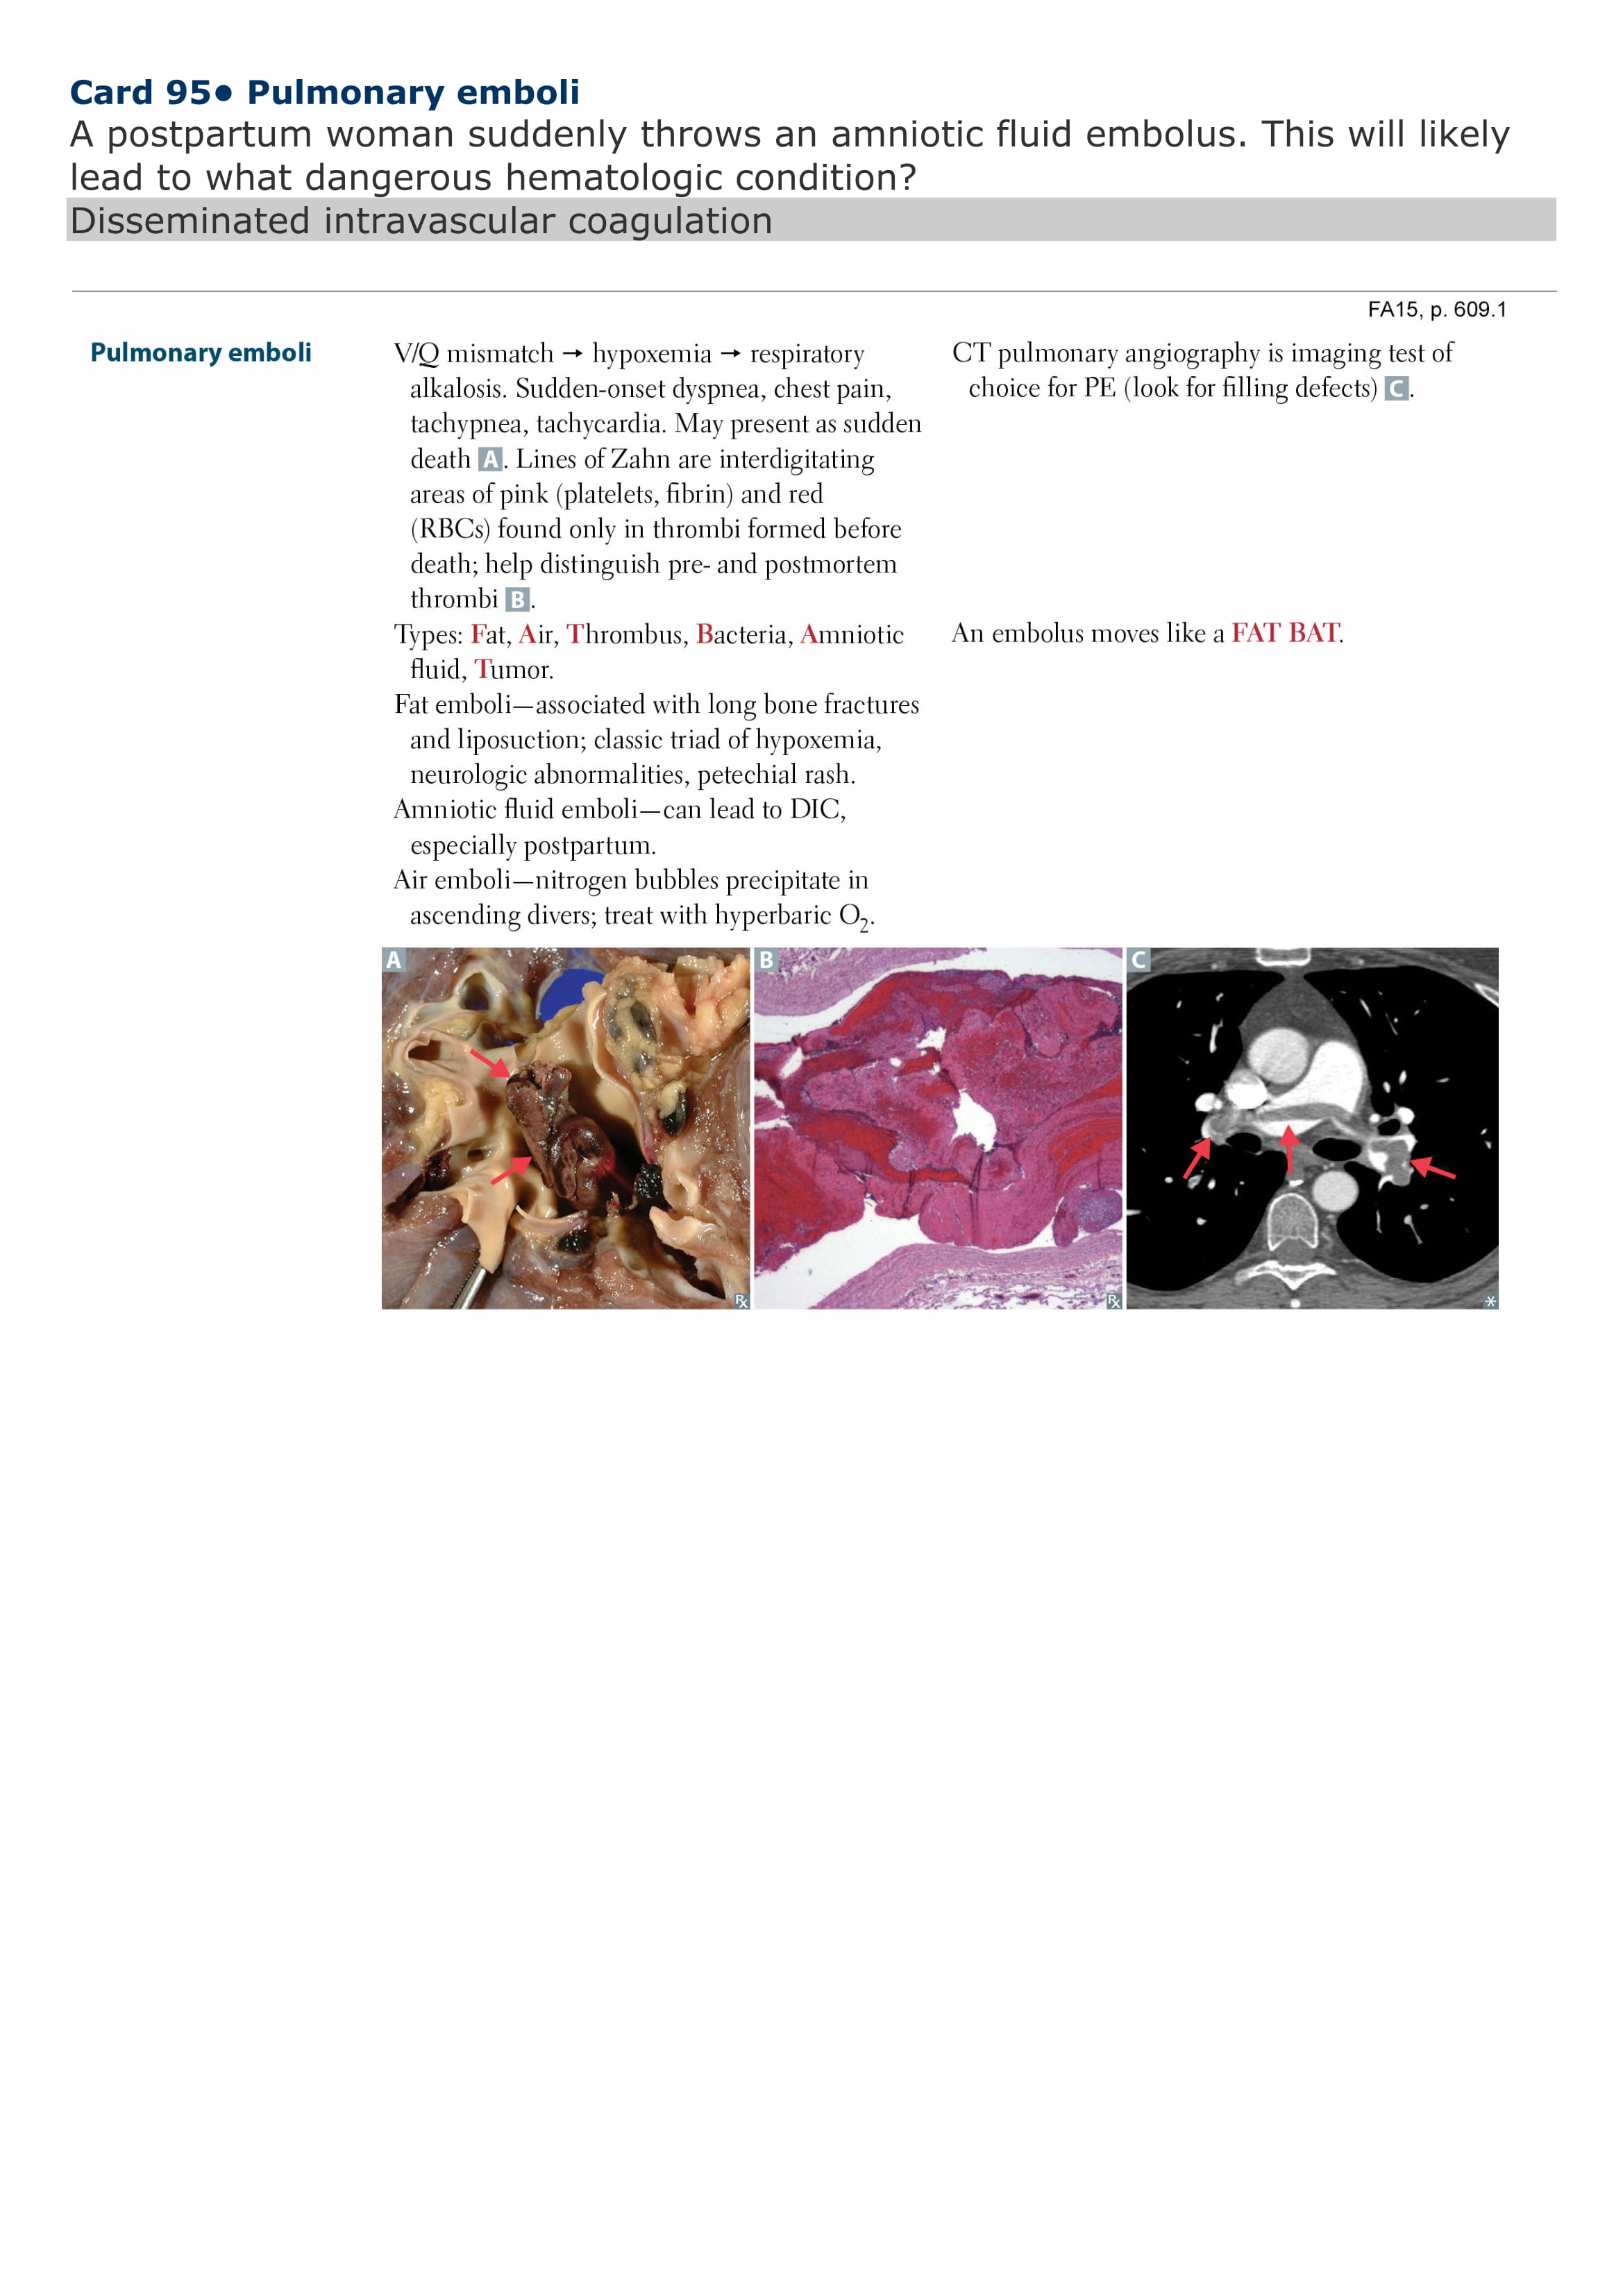 Card 95● Pulmonary emboli
A postpartum woman suddenly throws an amniotic fluid embolus. This will likely
lead to what dangerous hematologic condition?
Disseminated intravascular coagulation
FA15, p. 609.1
Pulmonary emboli
V/Q mismatch → hypoxemia → respiratory
alkalosis. Sudden-onset dyspnea, chest pain,
tachypnea, tachycardia. May present as sudden
death A. Lines of Zahn are interdigitating
areas of pink (platelets, fibrin) and red
(RBCs) found only in thrombi formed before
death; help distinguish pre- and postmortem
thrombi B.
Types: Fat, Air, Thrombus, Bacteria, Amniotic
fluid, Tumor.
Fat emboli—associated with long bone fractures
and liposuction; classic triad of hypoxemia,
neurologic abnormalities, petechial rash.
Amniotic fluid emboli—can lead to DIC,
especially postpartum.
Air emboli—nitrogen bubbles precipitate in
ascending divers; treat with hyperbaric O₂.
CT pulmonary angiography is imaging test of
choice for PE (look for filling defects) C.
An embolus moves like a FAT BAT.
A
B
C
℞
℞
*